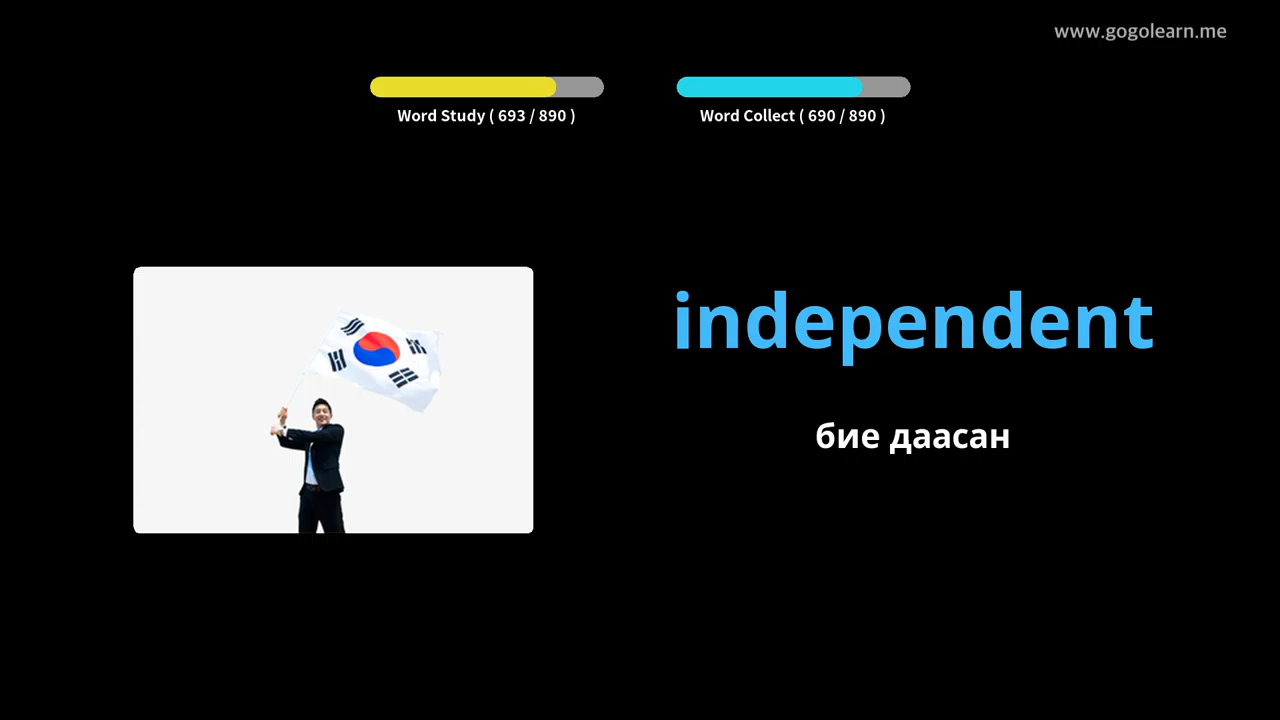 www.gogolearn.me
Word Study ( 693 / 890 )
Word Collect ( 690 / 890 )
independent
бие даасан